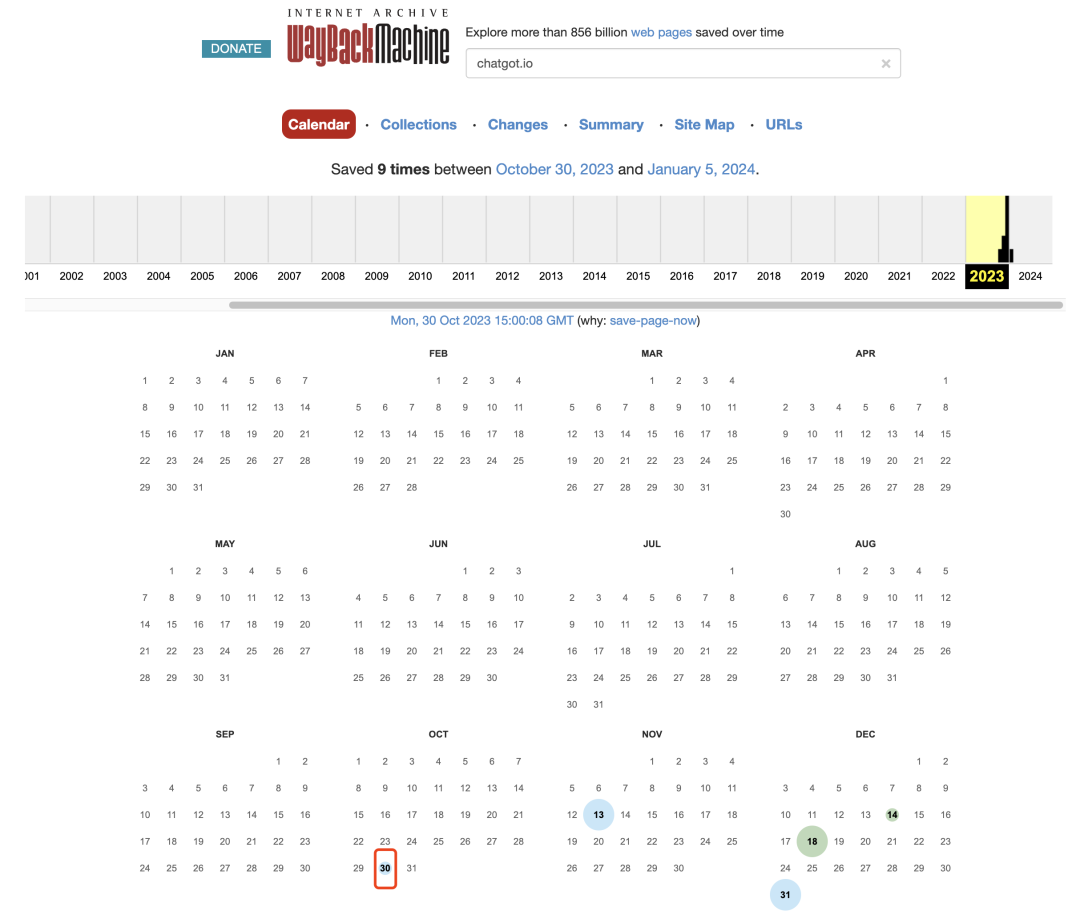 INTERNET ARCHIVE
DONATE
WayBackMachine
Explore more than 856 billion web pages saved over time
chatgot.io ×
Calendar · Collections · Changes · Summary · Site Map · URLs
Saved 9 times between October 30, 2023 and January 5, 2024.
001 2002 2003 2004 2005 2006 2007 2008 2009 2010 2011 2012 2013 2014 2015 2016 2017 2018 2019 2020 2021 2022 2023 2024
Mon, 30 Oct 2023 15:00:08 GMT (why: save-page-now)
JAN FEB MAR APR
1 2 3 4 5 6 7 1 2 3 4 1 2 3 4 1
8 9 10 11 12 13 14 5 6 7 8 9 10 11 5 6 7 8 9 10 11 2 3 4 5 6 7 8
15 16 17 18 19 20 21 12 13 14 15 16 17 18 12 13 14 15 16 17 18 9 10 11 12 13 14 15
22 23 24 25 26 27 28 19 20 21 22 23 24 25 19 20 21 22 23 24 25 16 17 18 19 20 21 22
29 30 31 26 27 28 26 27 28 29 30 31 23 24 25 26 27 28 29
30
MAY JUN JUL AUG
1 2 3 4 5 6 1 2 3 1 1 2 3 4 5
7 8 9 10 11 12 13 4 5 6 7 8 9 10 2 3 4 5 6 7 8 6 7 8 9 10 11 12
14 15 16 17 18 19 20 11 12 13 14 15 16 17 9 10 11 12 13 14 15 13 14 15 16 17 18 19
21 22 23 24 25 26 27 18 19 20 21 22 23 24 16 17 18 19 20 21 22 20 21 22 23 24 25 26
28 29 30 31 25 26 27 28 29 30 23 24 25 26 27 28 29 27 28 29 30 31
30 31
SEP OCT NOV DEC
1 2 1 2 3 4 5 6 7 1 2 3 4 1 2
3 4 5 6 7 8 9 8 9 10 11 12 13 14 5 6 7 8 9 10 11 3 4 5 6 7 8 9
10 11 12 13 14 15 16 15 16 17 18 19 20 21 12 13 14 15 16 17 18 10 11 12 13 14 15 16
17 18 19 20 21 22 23 22 23 24 25 26 27 28 19 20 21 22 23 24 25 17 18 19 20 21 22 23
24 25 26 27 28 29 30 29 30 31 26 27 28 29 30 24 25 26 27 28 29 30
31